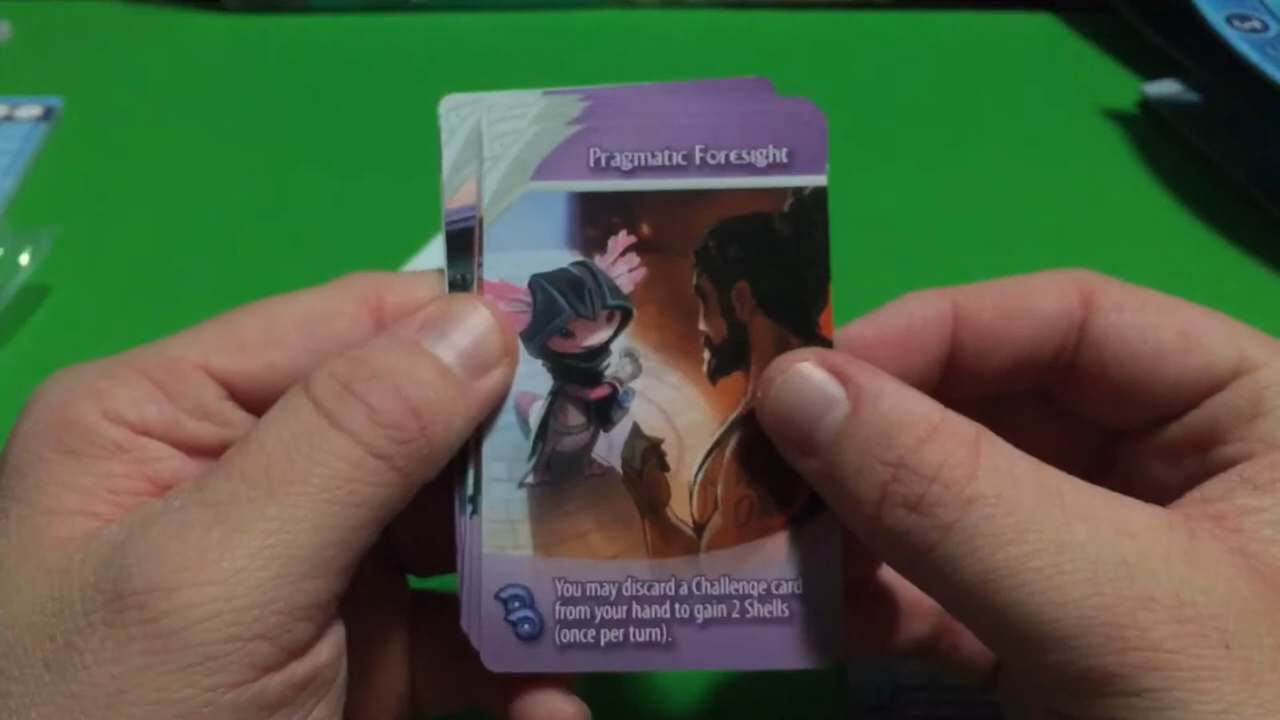 Pragmatic Foresight
You may discard a Challenge card
from your hand to gain 2 Shells
(once per turn).